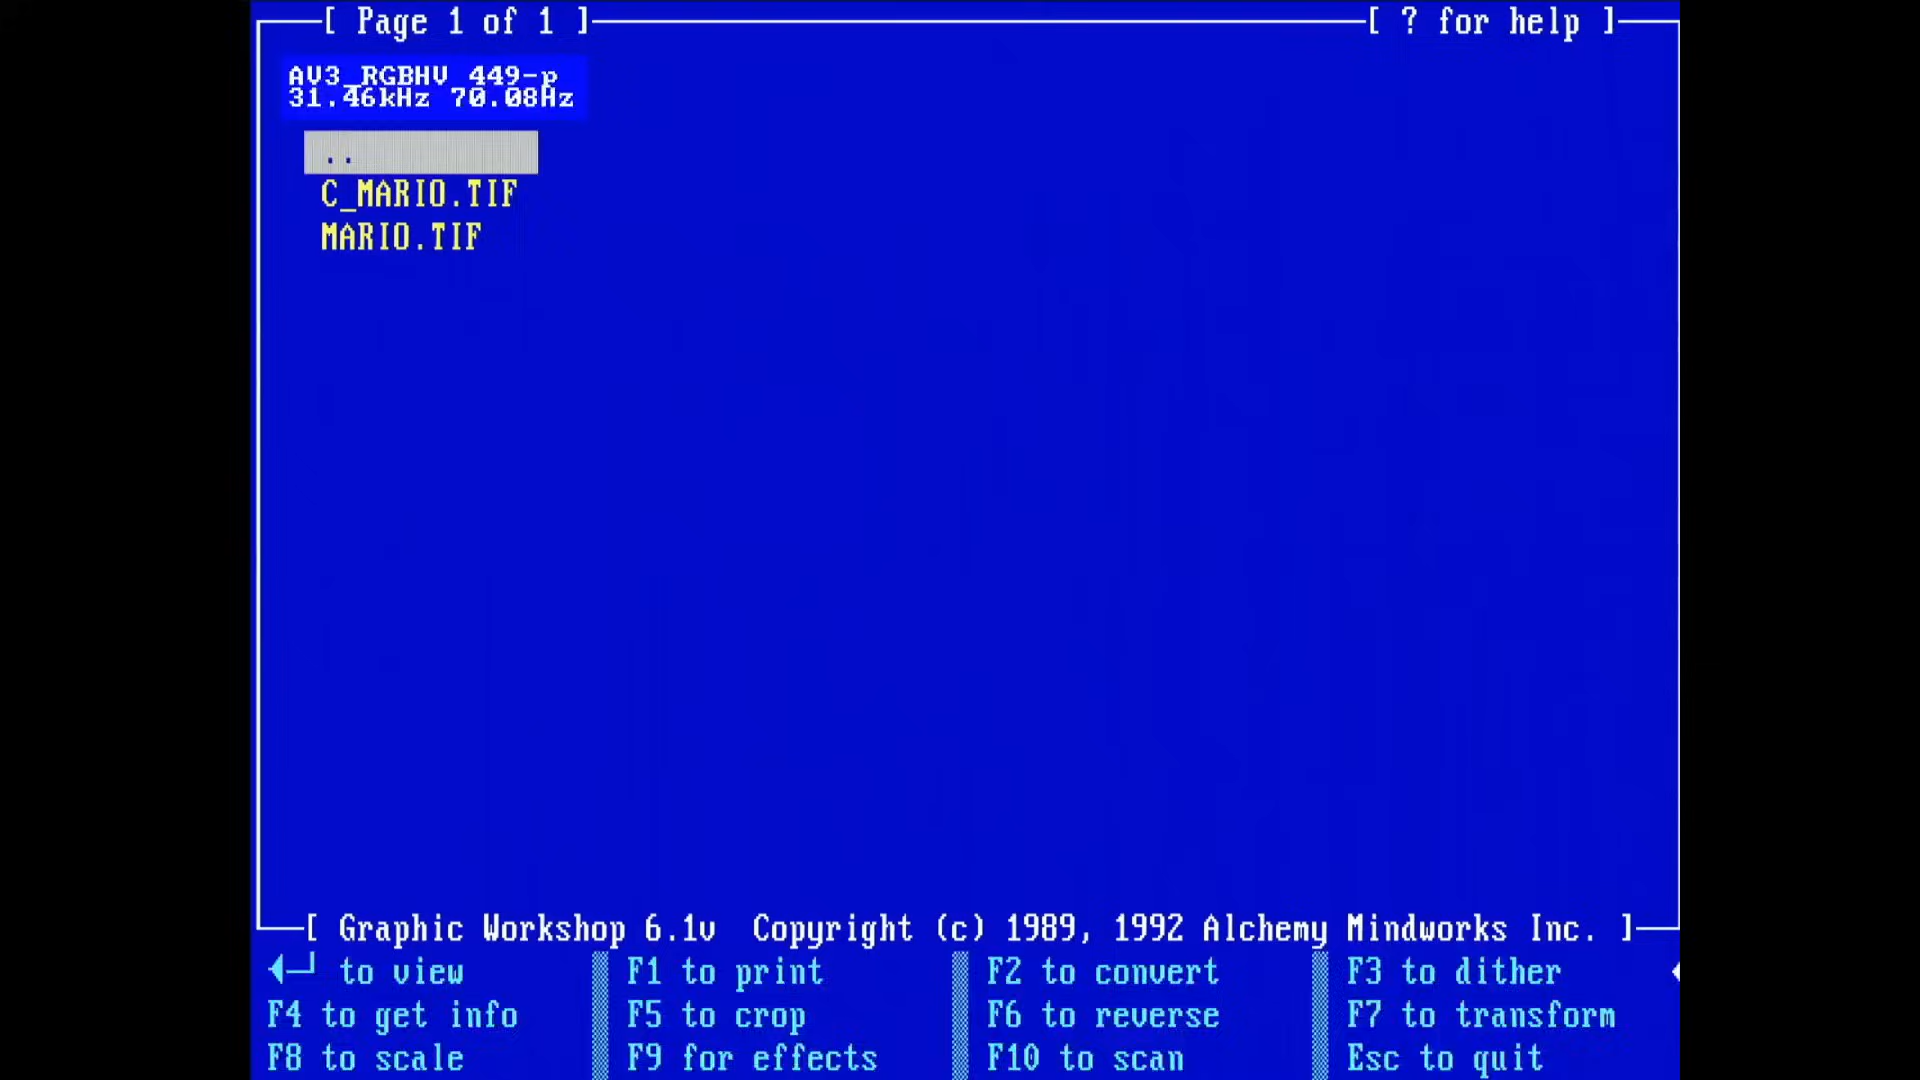 [ Page 1 of 1 ] [ ? for help ]
AV3_RGBHV 449-p
31.46kHz 70.08Hz
..
C_MARIO.TIF
MARIO.TIF
[ Graphic Workshop 6.1v  Copyright (c) 1989, 1992 Alchemy Mindworks Inc. ]
to view F1 to print F2 to convert F3 to dither
F4 to get info F5 to crop F6 to reverse F7 to transform
F8 to scale F9 for effects F10 to scan Esc to quit